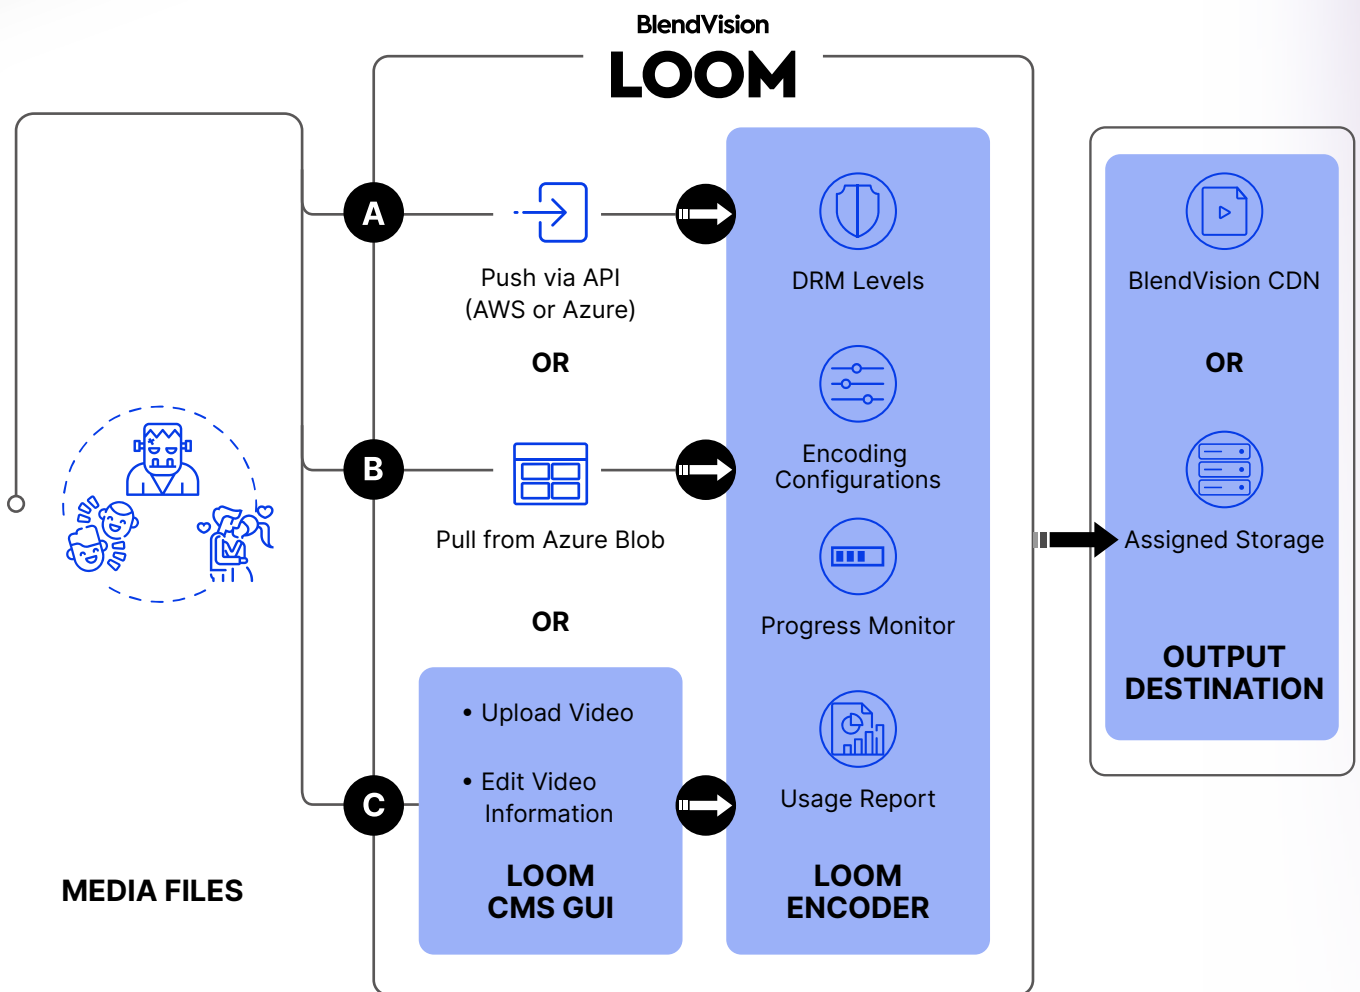 BlendVision
LOOM
A
Push via API
(AWS or Azure)
OR
B
Pull from Azure Blob
OR
C
• Upload Video
• Edit Video
Information
LOOM
CMS GUI
MEDIA FILES
DRM Levels
Encoding
Configurations
Progress Monitor
Usage Report
LOOM
ENCODER
BlendVision CDN
OR
Assigned Storage
OUTPUT
DESTINATION